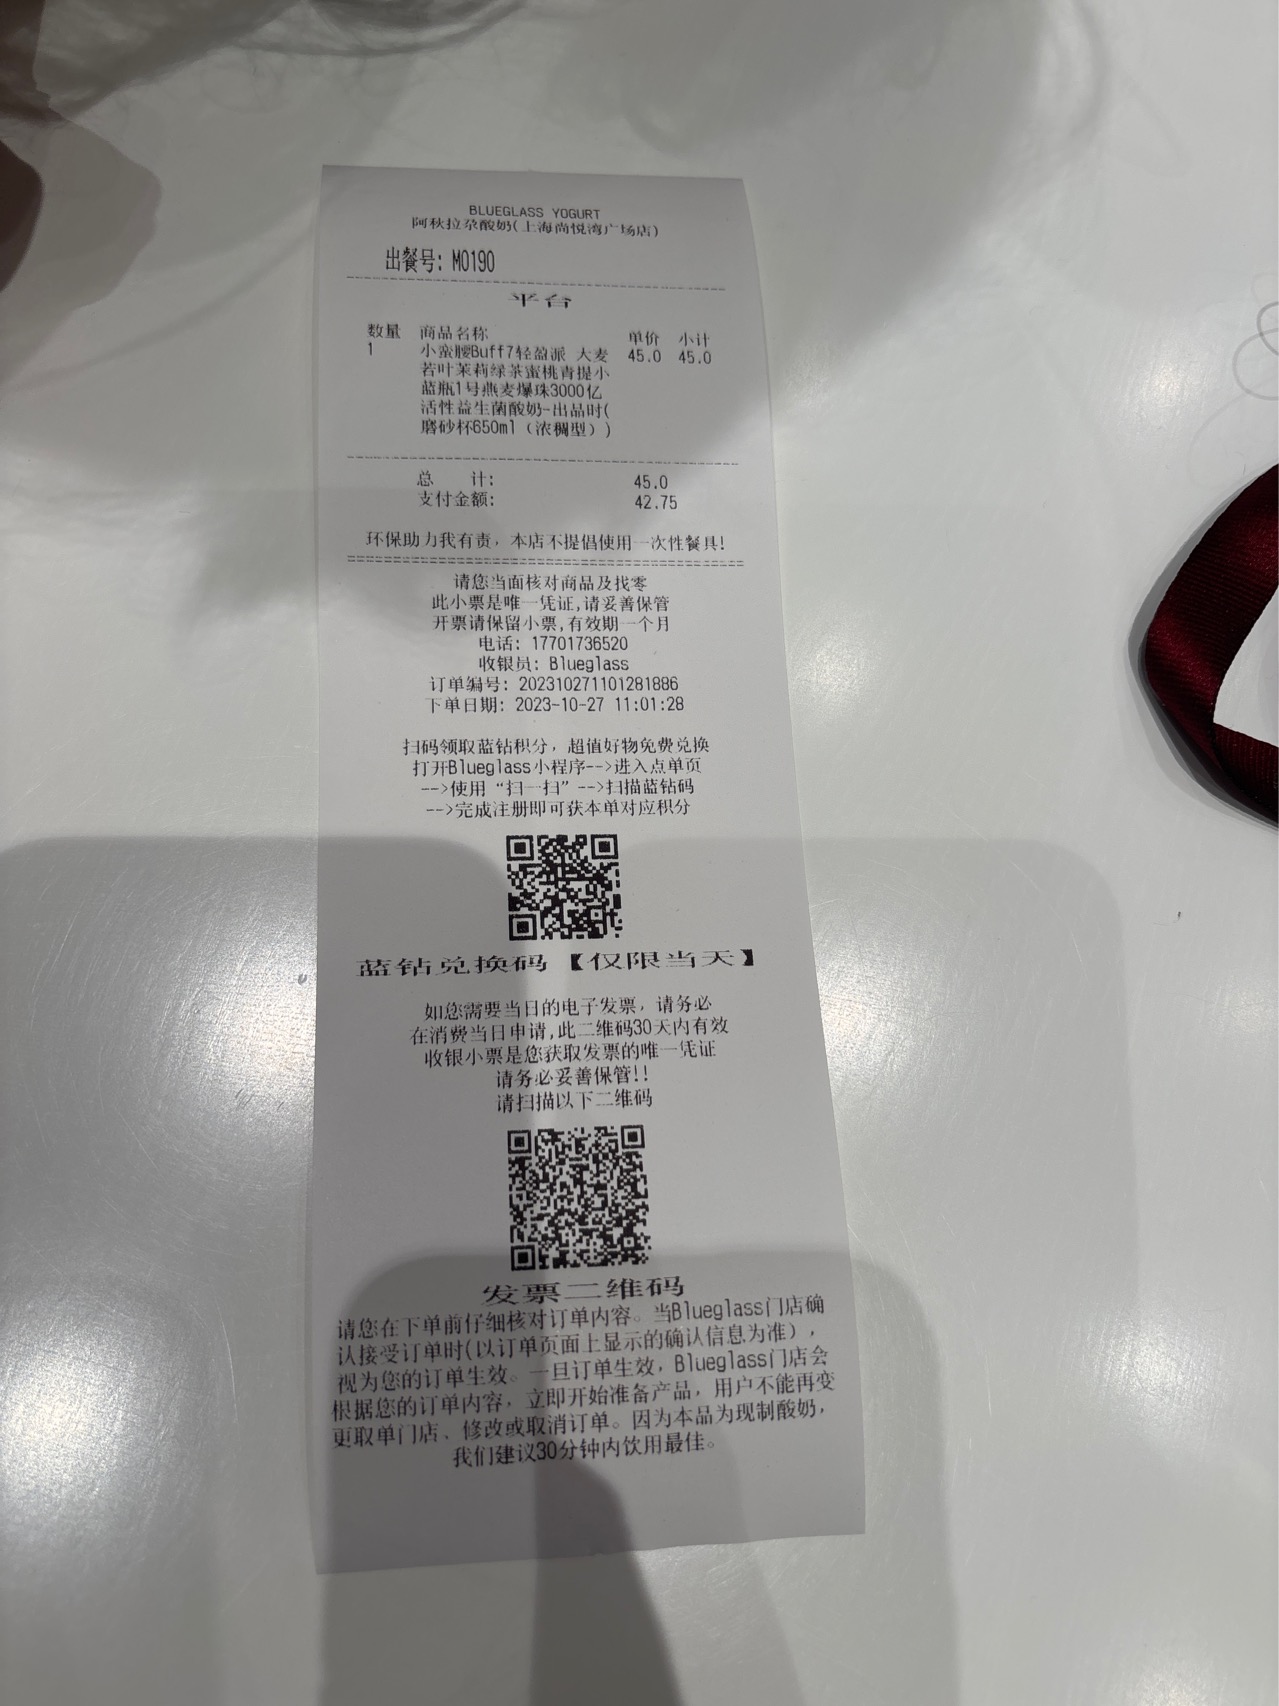 BLUEGLASS YOGURT
阿秋拉尕酸奶(上海尚悦湾广场店)
出餐号: M0190
平台
数量 商品名称 单价 小计
1 小蛮腰Buff7轻盈派 大麦 45.0 45.0
若叶茉莉绿茶蜜桃青提小
蓝瓶1号燕麦爆珠3000亿
活性益生菌酸奶-出品时(
磨砂杯650ml（浓稠型）)
总 计: 45.0
支付金额: 42.75
环保助力我有责，本店不提倡使用一次性餐具!
请您当面核对商品及找零
此小票是唯一凭证,请妥善保管
开票请保留小票,有效期一个月
电话: 17701736520
收银员: Blueglass
订单编号: 202310271101281886
下单日期: 2023-10-27 11:01:28
扫码领取蓝钻积分，超值好物免费兑换
打开Blueglass小程序-->进入点单页
-->使用“扫一扫”-->扫描蓝钻码
-->完成注册即可获本单对应积分
蓝钻兑换码【仅限当天】
如您需要当日的电子发票，请务必
在消费当日申请,此二维码30天内有效
收银小票是您获取发票的唯一凭证
请务必妥善保管!!
请扫描以下二维码
发票二维码
请您在下单前仔细核对订单内容。当Blueglass门店确
认接受订单时(以订单页面上显示的确认信息为准)，
视为您的订单生效。一旦订单生效，Blueglass门店会
根据您的订单内容，立即开始准备产品，用户不能再变
更取单门店、修改或取消订单。因为本品为现制酸奶，
我们建议30分钟内饮用最佳。